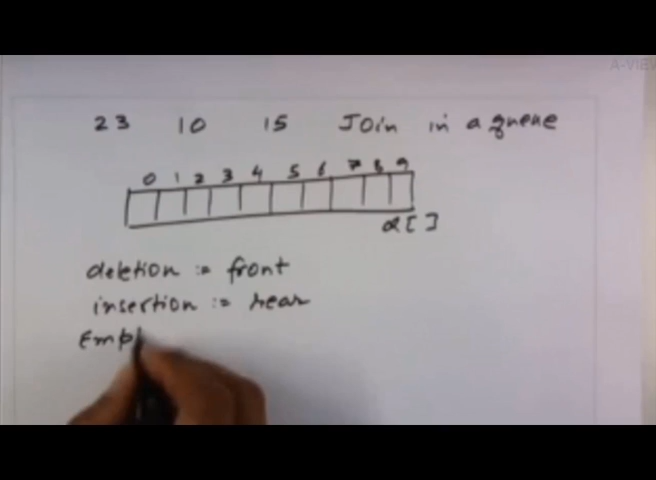 A-VIEW
23 10 15 Join in a queue
0 1 2 3 4 5 6 7 8 9
Q[ ]
deletion := front
insertion := rear
Emp